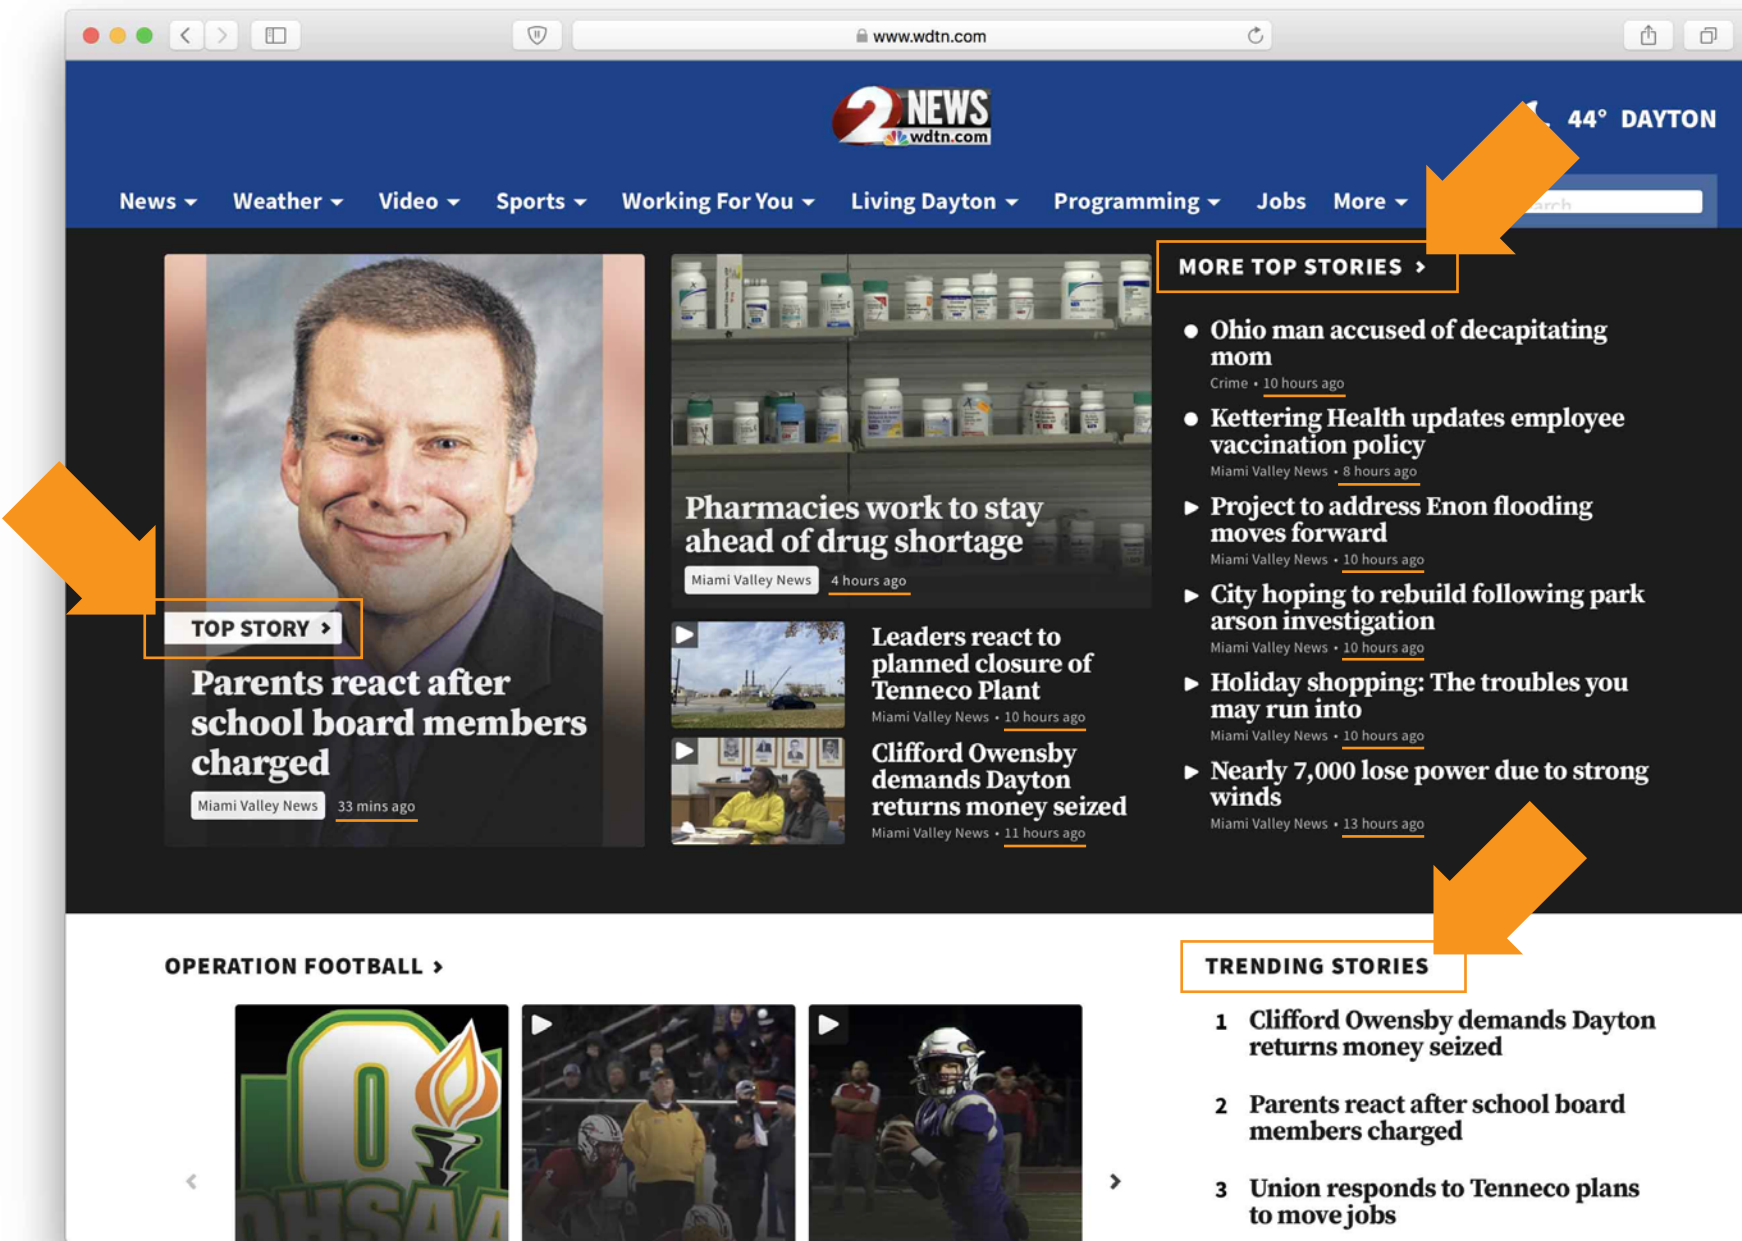 www.wdtn.com
2 NEWS
wdtn.com
44° DAYTON
News Weather Video Sports Working For You Living Dayton Programming Jobs More
TOP STORY
Parents react after
school board members
charged
Miami Valley News 33 mins ago
Pharmacies work to stay
ahead of drug shortage
Miami Valley News 4 hours ago
Leaders react to
planned closure of
Tenneco Plant
Miami Valley News • 10 hours ago
Clifford Owensby
demands Dayton
returns money seized
Miami Valley News • 11 hours ago
MORE TOP STORIES
Ohio man accused of decapitating
mom
Crime • 10 hours ago
Kettering Health updates employee
vaccination policy
Miami Valley News • 8 hours ago
Project to address Enon flooding
moves forward
Miami Valley News • 10 hours ago
City hoping to rebuild following park
arson investigation
Miami Valley News • 10 hours ago
Holiday shopping: The troubles you
may run into
Miami Valley News • 10 hours ago
Nearly 7,000 lose power due to strong
winds
Miami Valley News • 13 hours ago
OPERATION FOOTBALL
OHSAA
TRENDING STORIES
1 Clifford Owensby demands Dayton
returns money seized
2 Parents react after school board
members charged
3 Union responds to Tenneco plans
to move jobs